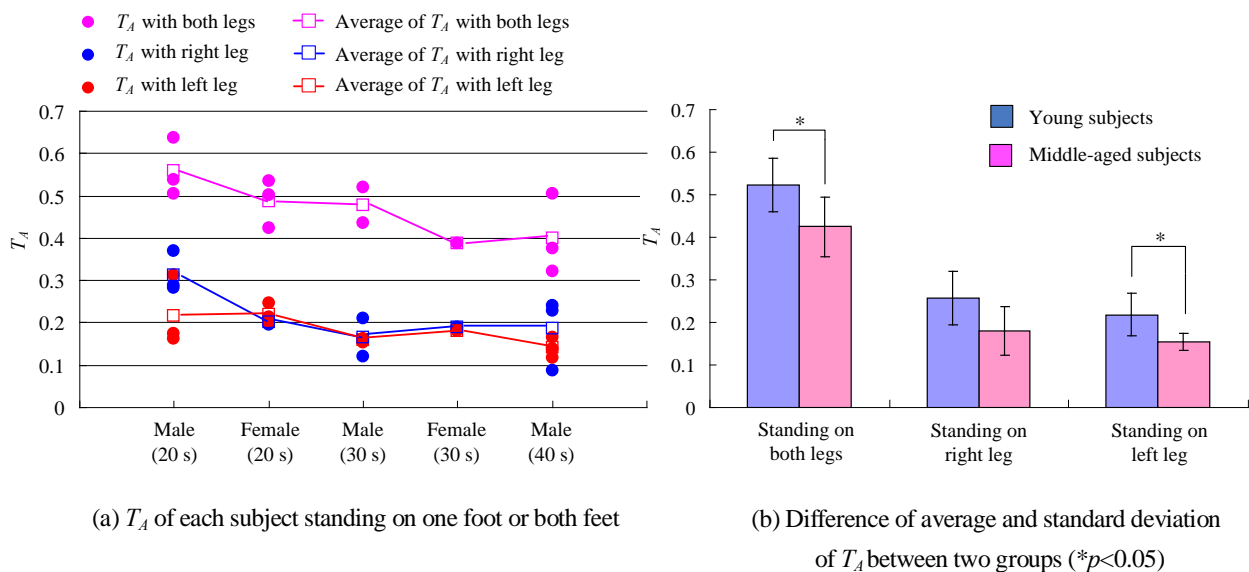 T_A with both legs
Average of T_A with both legs
T_A with right leg
Average of T_A with right leg
T_A with left leg
Average of T_A with left leg
T_A
0.7
0.6
0.5
0.4
0.3
0.2
0.1
0
Male (20 s)
Female (20 s)
Male (30 s)
Female (30 s)
Male (40 s)
(a) T_A of each subject standing on one foot or both feet
Young subjects
Middle-aged subjects
T_A
0.7
0.6
0.5
0.4
0.3
0.2
0.1
0
*
*
Standing on both legs
Standing on right leg
Standing on left leg
(b) Difference of average and standard deviation
of T_A between two groups (*p<0.05)